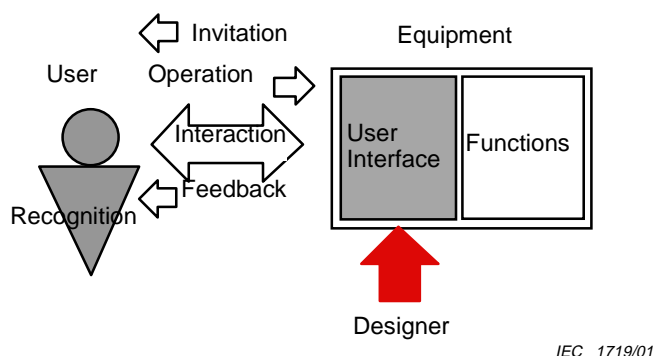 Invitation
Equipment
User
Operation
Interaction
User
Interface
Functions
Feedback
Recognition
Designer
IEC 1719/01